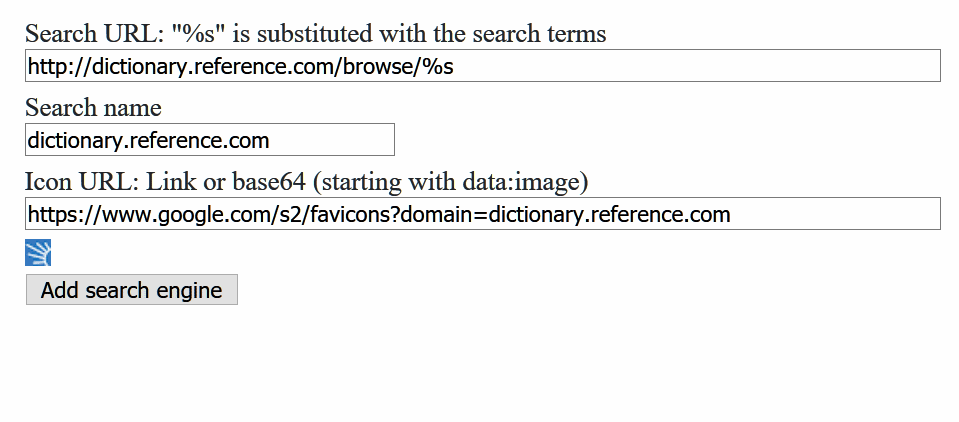 Search URL: "%s" is substituted with the search terms
http://dictionary.reference.com/browse/%s
Search name
dictionary.reference.com
Icon URL: Link or base64 (starting with data:image)
https://www.google.com/s2/favicons?domain=dictionary.reference.com
Add search engine